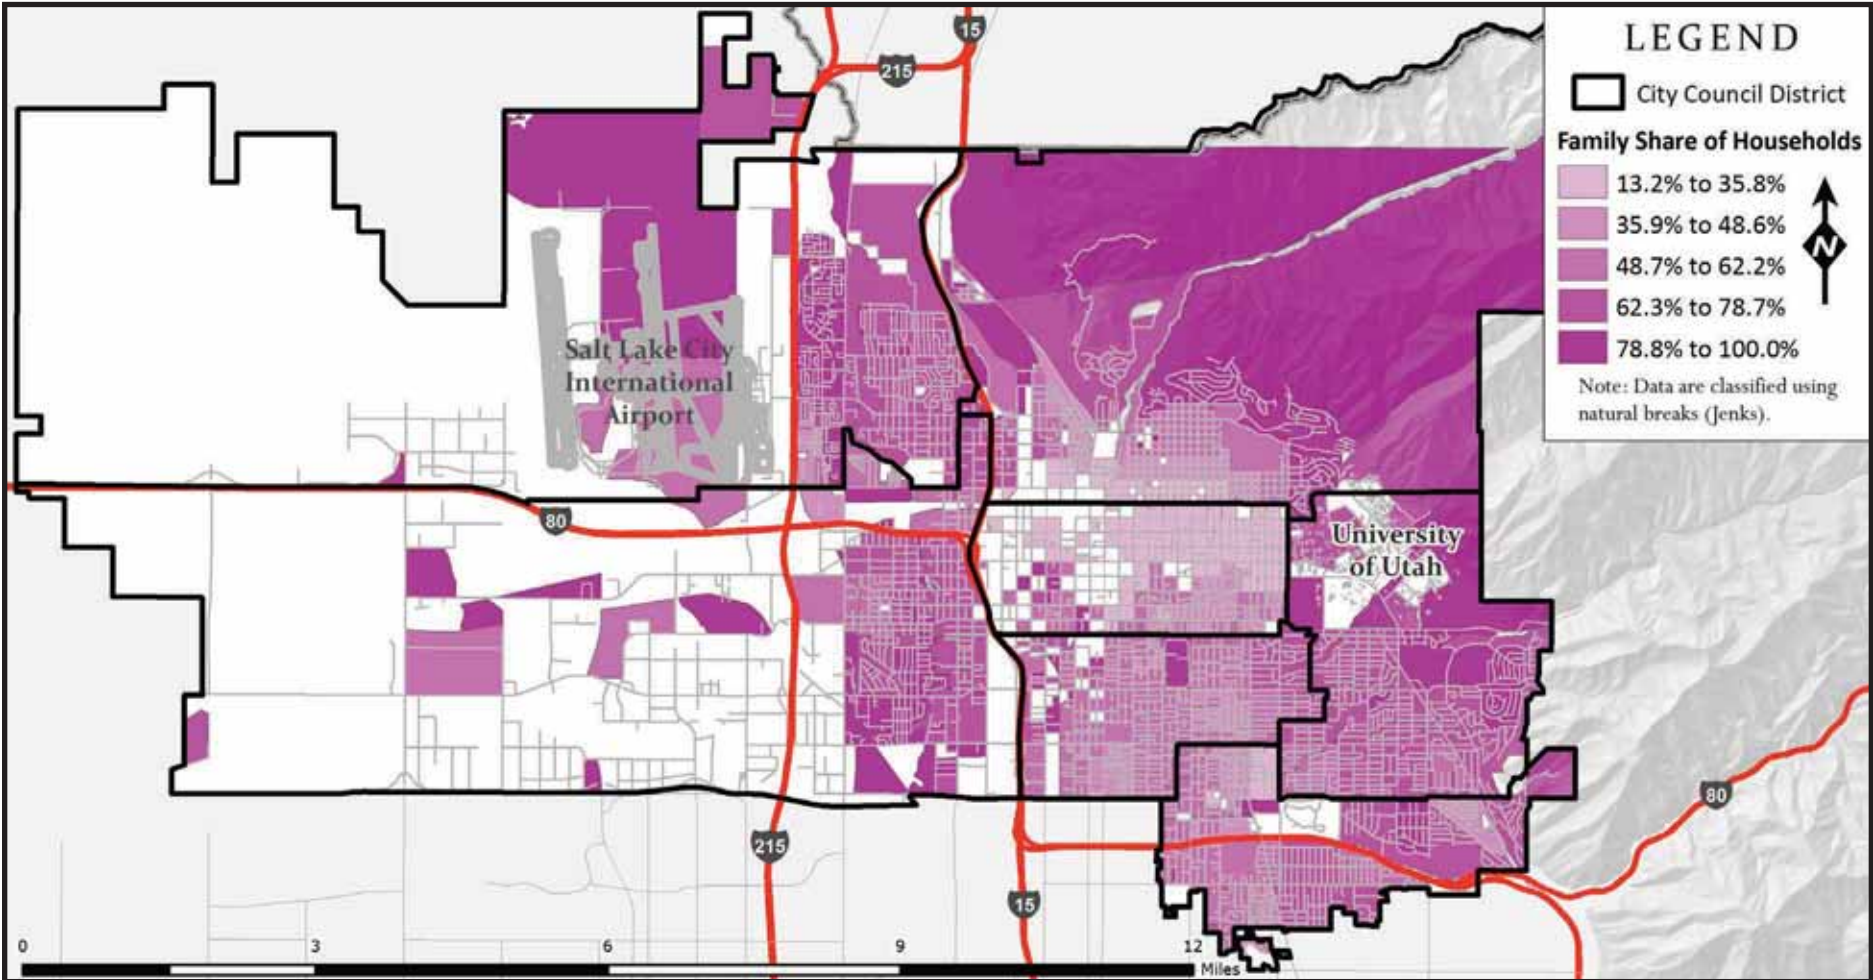 LEGEND
City Council District
Family Share of Households
13.2% to 35.8%
35.9% to 48.6%
48.7% to 62.2%
62.3% to 78.7%
78.8% to 100.0%
N
Note: Data are classified using
natural breaks (Jenks).
15
215
Salt Lake City
International
Airport
80
University
of Utah
80
215
15
0 3 6 9 12
Miles